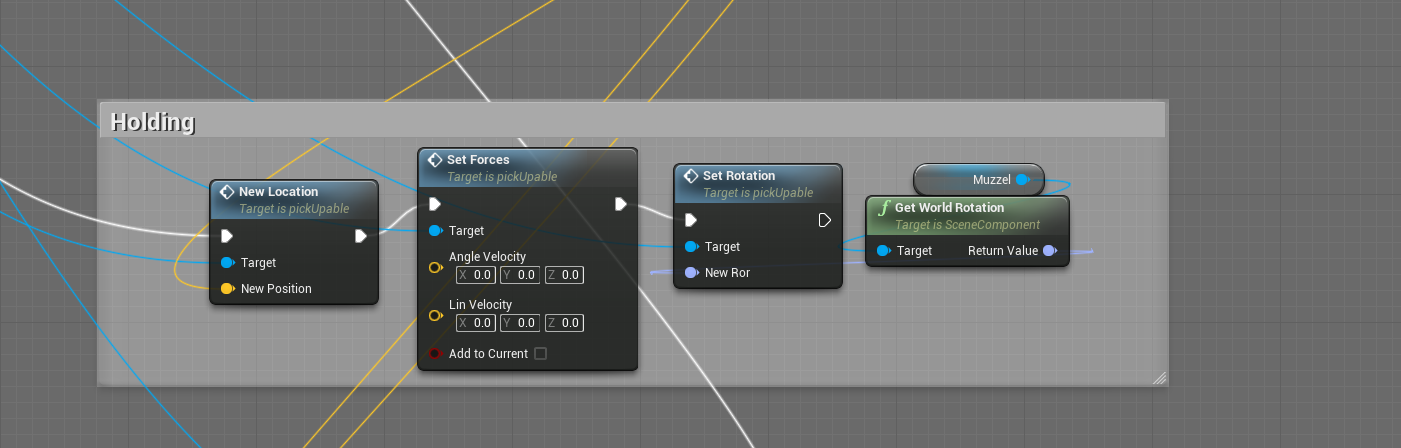 Holding
New Location
Target is pickUpable
Target
New Position
Set Forces
Target is pickUpable
Target
Angle Velocity
X 0.0 Y 0.0 Z 0.0
Lin Velocity
X 0.0 Y 0.0 Z 0.0
Add to Current
Set Rotation
Target is pickUpable
Target
New Ror
Muzzel
f Get World Rotation
Target is SceneComponent
Target Return Value